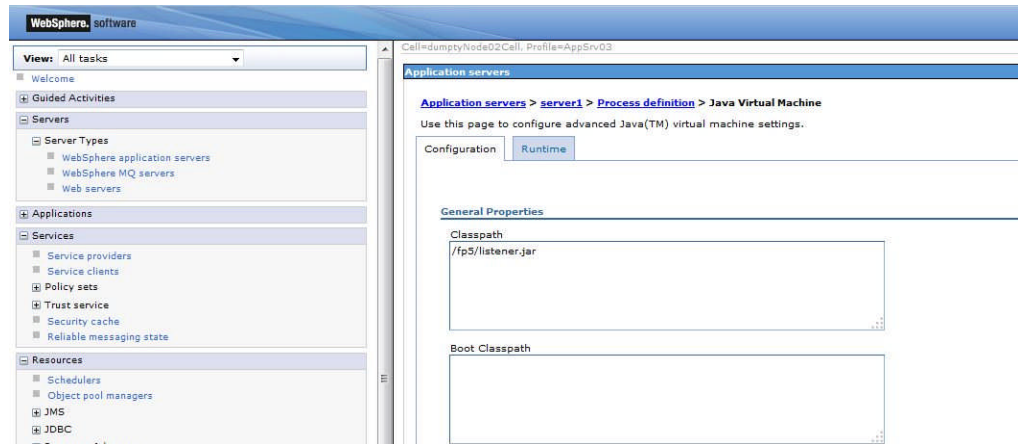 WebSphere. software
View: All tasks
Welcome
Guided Activities
Servers
Server Types
WebSphere application servers
WebSphere MQ servers
Web servers
Applications
Services
Service providers
Service clients
Policy sets
Trust service
Security cache
Reliable messaging state
Resources
Schedulers
Object pool managers
JMS
JDBC
Cell=dumptyNode02Cell, Profile=AppSrv03
Application servers
Application servers > server1 > Process definition > Java Virtual Machine
Use this page to configure advanced Java(TM) virtual machine settings.
Configuration Runtime
General Properties
Classpath
/fp5/listener.jar
Boot Classpath